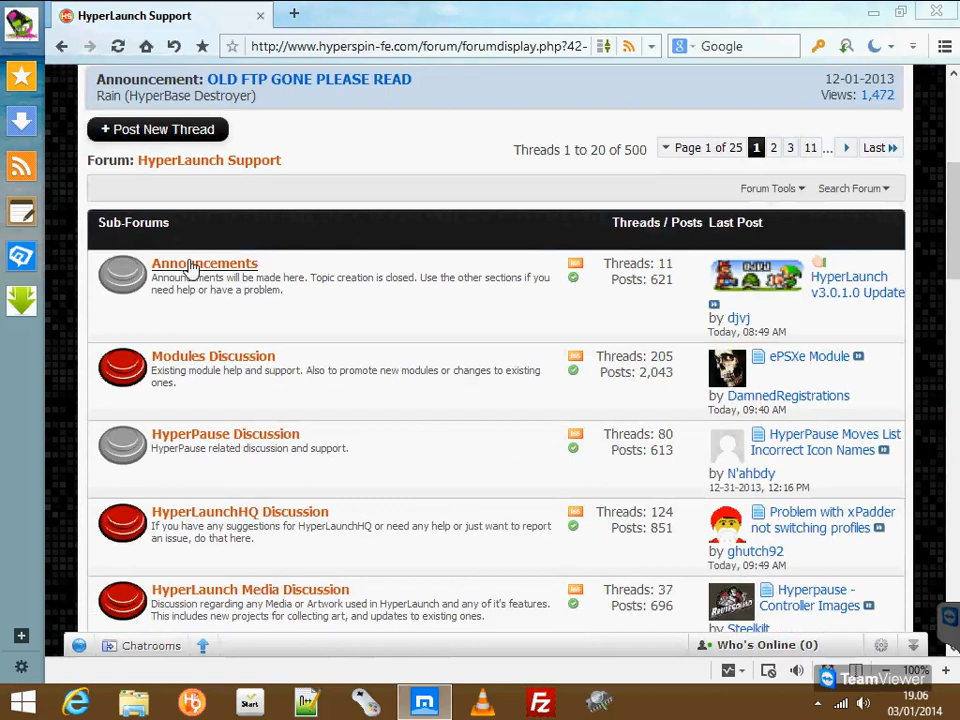 HyperLaunch Support
http://www.hyperspin-fe.com/forum/forumdisplay.php?42-
Google
Announcement: OLD FTP GONE PLEASE READ
12-01-2013
Rain (HyperBase Destroyer)
Views: 1,472
+ Post New Thread
Threads 1 to 20 of 500
Page 1 of 25 1 2 3 11 ... Last
Forum: HyperLaunch Support
Forum Tools Search Forum
Sub-Forums Threads / Posts Last Post
Announcements
Announcements will be made here. Topic creation is closed. Use the other sections if you
need help or have a problem.
Threads: 11
Posts: 621
HyperLaunch
v3.0.1.0 Update
by djvj
Today, 08:49 AM
Modules Discussion
Existing module help and support. Also to promote new modules or changes to existing
ones.
Threads: 205
Posts: 2,043
ePSXe Module
by DamnedRegistrations
Today, 09:40 AM
HyperPause Discussion
HyperPause related discussion and support.
Threads: 80
Posts: 613
HyperPause Moves List
Incorrect Icon Names
by N'ahbdy
12-31-2013, 12:16 PM
HyperLaunchHQ Discussion
If you have any suggestions for HyperLaunchHQ or need any help or just want to report
an issue, do that here.
Threads: 124
Posts: 851
Problem with xPadder
not switching profiles
by ghutch92
Today, 09:49 AM
HyperLaunch Media Discussion
Discussion regarding any Media or Artwork used in HyperLaunch and any of it's features.
This includes new projects for collecting art, and updates to existing ones.
Threads: 37
Posts: 696
Hyperpause -
Controller Images
by Steelkit
Chatrooms
Who's Online (0)
100%
TeamViewer
Start
19.06
03/01/2014